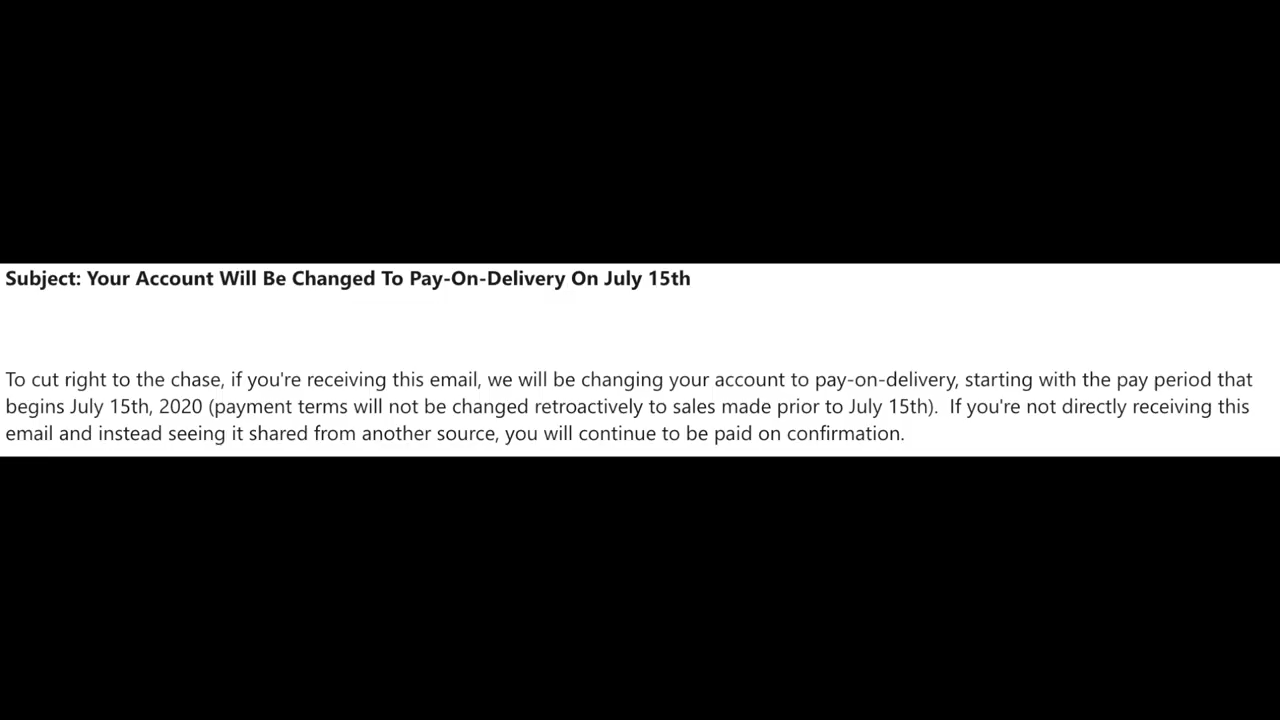 Subject: Your Account Will Be Changed To Pay-On-Delivery On July 15th
To cut right to the chase, if you're receiving this email, we will be changing your account to pay-on-delivery, starting with the pay period that
begins July 15th, 2020 (payment terms will not be changed retroactively to sales made prior to July 15th).  If you're not directly receiving this
email and instead seeing it shared from another source, you will continue to be paid on confirmation.